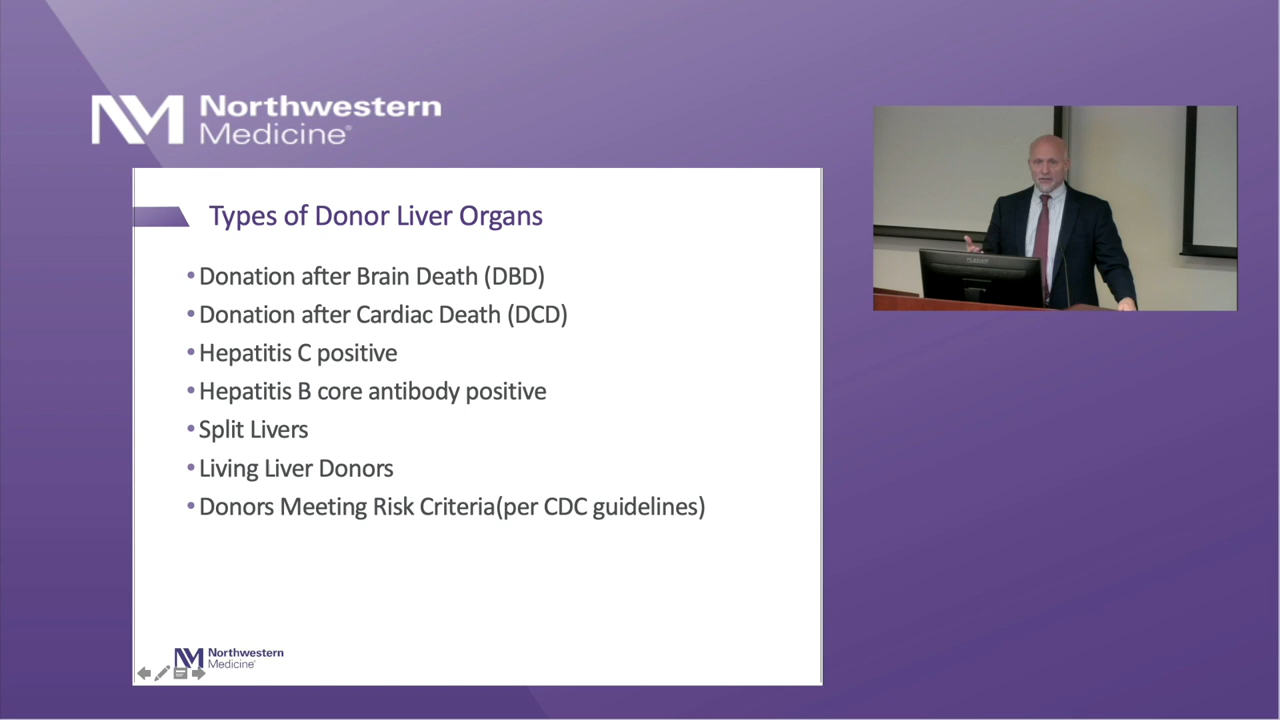 Northwestern
Medicine®
Types of Donor Liver Organs
•Donation after Brain Death (DBD)
•Donation after Cardiac Death (DCD)
•Hepatitis C positive
•Hepatitis B core antibody positive
•Split Livers
•Living Liver Donors
•Donors Meeting Risk Criteria(per CDC guidelines)
Northwestern
Medicine®